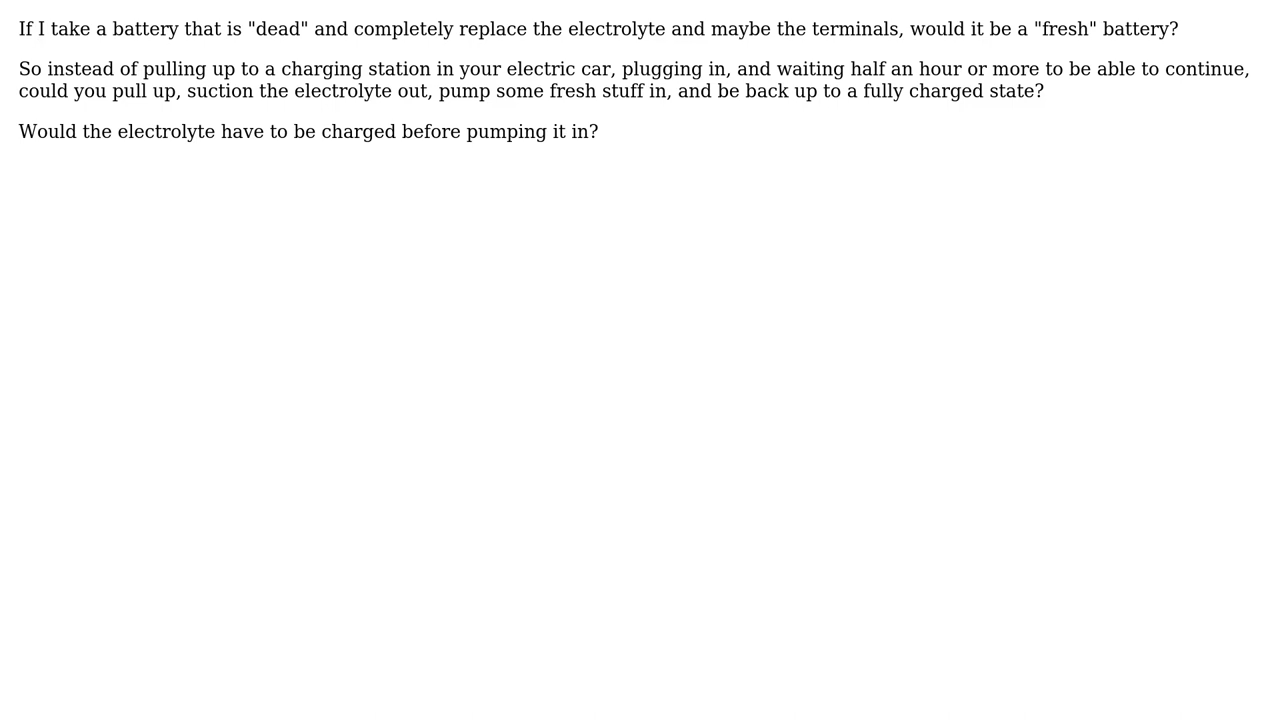 If I take a battery that is "dead" and completely replace the electrolyte and maybe the terminals, would it be a "fresh" battery?
So instead of pulling up to a charging station in your electric car, plugging in, and waiting half an hour or more to be able to continue,
could you pull up, suction the electrolyte out, pump some fresh stuff in, and be back up to a fully charged state?
Would the electrolyte have to be charged before pumping it in?